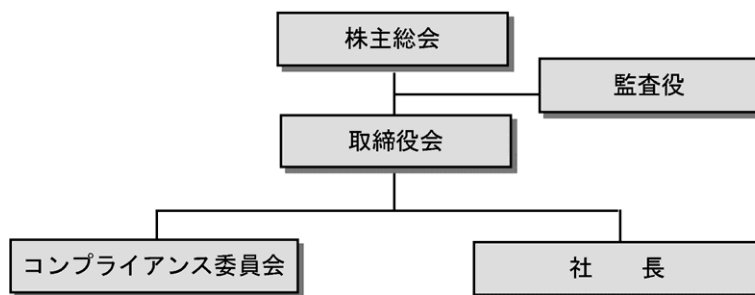 株主総会
監査役
取締役会
コンプライアンス委員会
社　　長